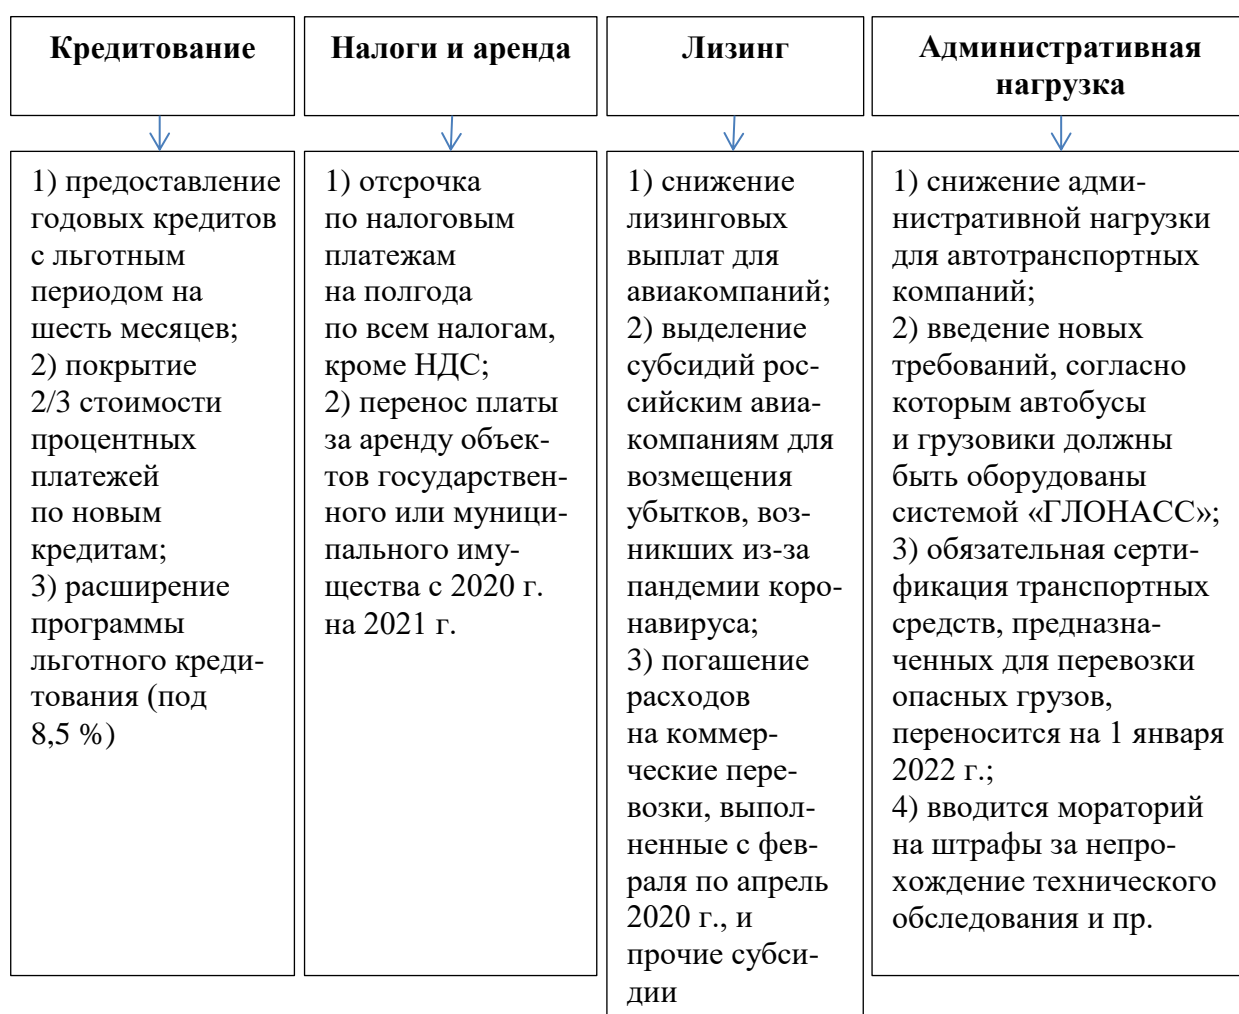 Кредитование
Налоги и аренда
Лизинг
Административная
нагрузка
1) предоставление
годовых кредитов
с льготным
периодом на
шесть месяцев;
2) покрытие
2/3 стоимости
процентных
платежей
по новым
кредитам;
3) расширение
программы
льготного креди-
тования (под
8,5 %)
1) отсрочка
по налоговым
платежам
на полгода
по всем налогам,
кроме НДС;
2) перенос платы
за аренду объек-
тов государствен-
ного или муници-
пального иму-
щества с 2020 г.
на 2021 г.
1) снижение
лизинговых
выплат для
авиакомпаний;
2) выделение
субсидий рос-
сийским авиа-
компаниям для
возмещения
убытков, воз-
никших из-за
пандемии коро-
навируса;
3) погашение
расходов
на коммер-
ческие пере-
возки, выпол-
ненные с фев-
раля по апрель
2020 г., и
прочие субси-
дии
1) снижение адми-
нистративной нагрузки
для автотранспортных
компаний;
2) введение новых
требований, согласно
которым автобусы
и грузовики должны
быть оборудованы
системой «ГЛОНАСС»;
3) обязательная серти-
фикация транспортных
средств, предназна-
ченных для перевозки
опасных грузов,
переносится на 1 января
2022 г.;
4) вводится мораторий
на штрафы за непро-
хождение технического
обследования и пр.